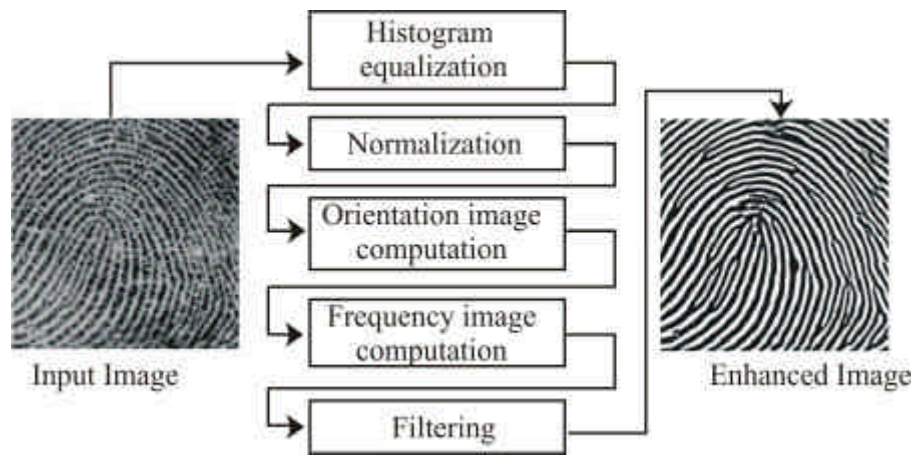 Histogram
equalization
Normalization
Orientation image
computation
Frequency image
computation
Filtering
Input Image
Enhanced Image